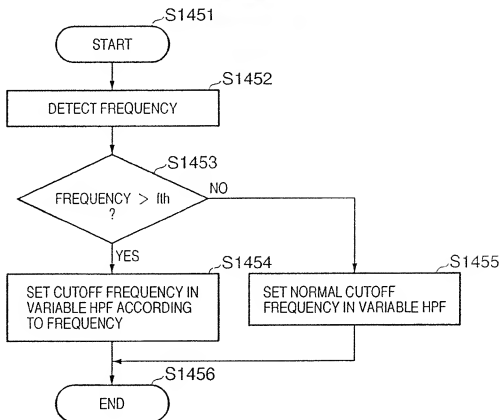 S1451
START
S1452
DETECT FREQUENCY
S1453
FREQUENCY > fth
?
NO
YES
S1454
SET CUTOFF FREQUENCY IN
VARIABLE HPF ACCORDING
TO FREQUENCY
S1455
SET NORMAL CUTOFF
FREQUENCY IN VARIABLE HPF
S1456
END